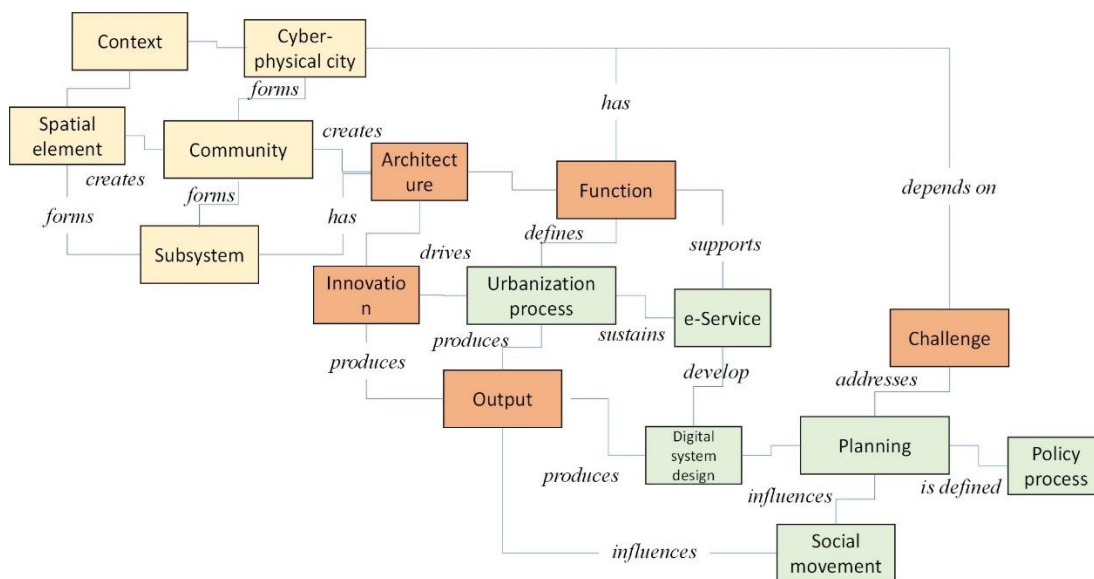 Context
Cyber-
physical city
forms
has
Spatial
element
Community
creates
Architect
ure
Function
creates
forms
forms
has
depends on
Subsystem
defines
drives
supports
Innovatio
n
Urbanization
process
e-Service
produces
produces
sustains
Challenge
develop
addresses
Output
Digital
system
design
Planning
Policy
process
produces
influences
is defined
influences
Social
movement